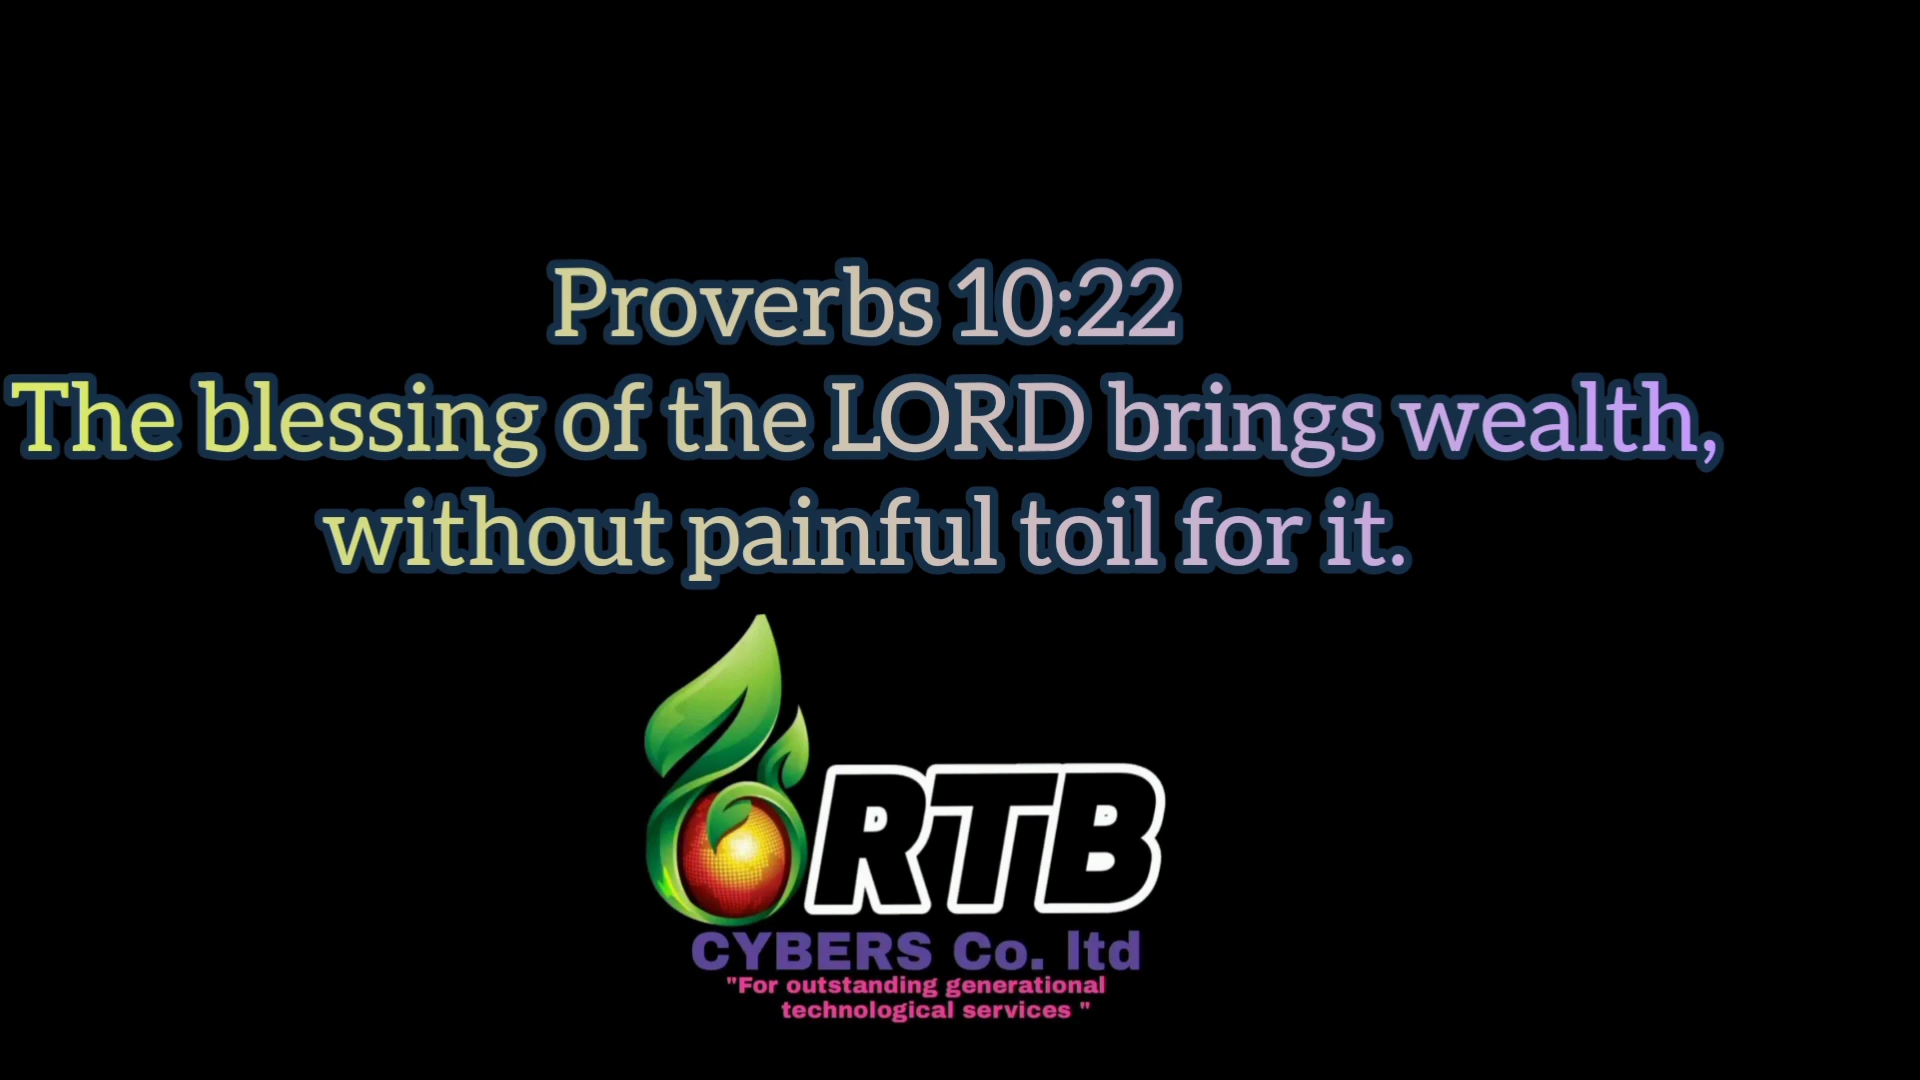 Proverbs 10:22
The blessing of the LORD brings wealth,
without painful toil for it.
RTB
CYBERS Co. ltd
"For outstanding generational
technological services "